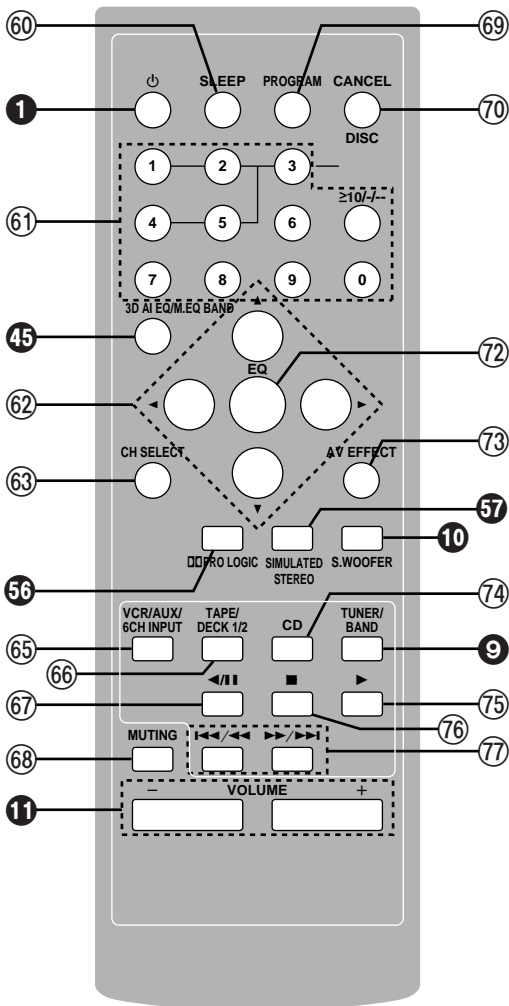 60 69
⏻ SLEEP PROGRAM CANCEL
1 70
DISC
1 2 3
≥10/-/--
61 4 5 6
7 8 9 0
3D AI EQ/M.EQ BAND ▲
45 EQ 72
62 ◄ ►
CH SELECT AV EFFECT
63 73
▼
57
PRO LOGIC SIMULATED STEREO S.WOOFER 10
56
VCR/AUX/ TAPE/ CD TUNER/ 74
6CH INPUT DECK 1/2 BAND
65 66 9
◄/❚❚ ■ ►
67 75
76
MUTING I◄◄/◄◄ ►►/►►I 77
68
− VOLUME +
11